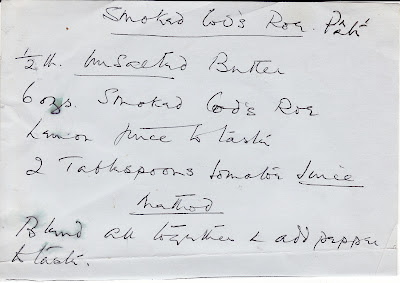 Smoked Cod's Roe Pâté
½ lb. Unsalted Butter
6 ozs. Smoked Cod's Roe
Lemon juice to taste
2 Tablespoons tomatoe juice
Method
Blend all together & add pepper
to taste.